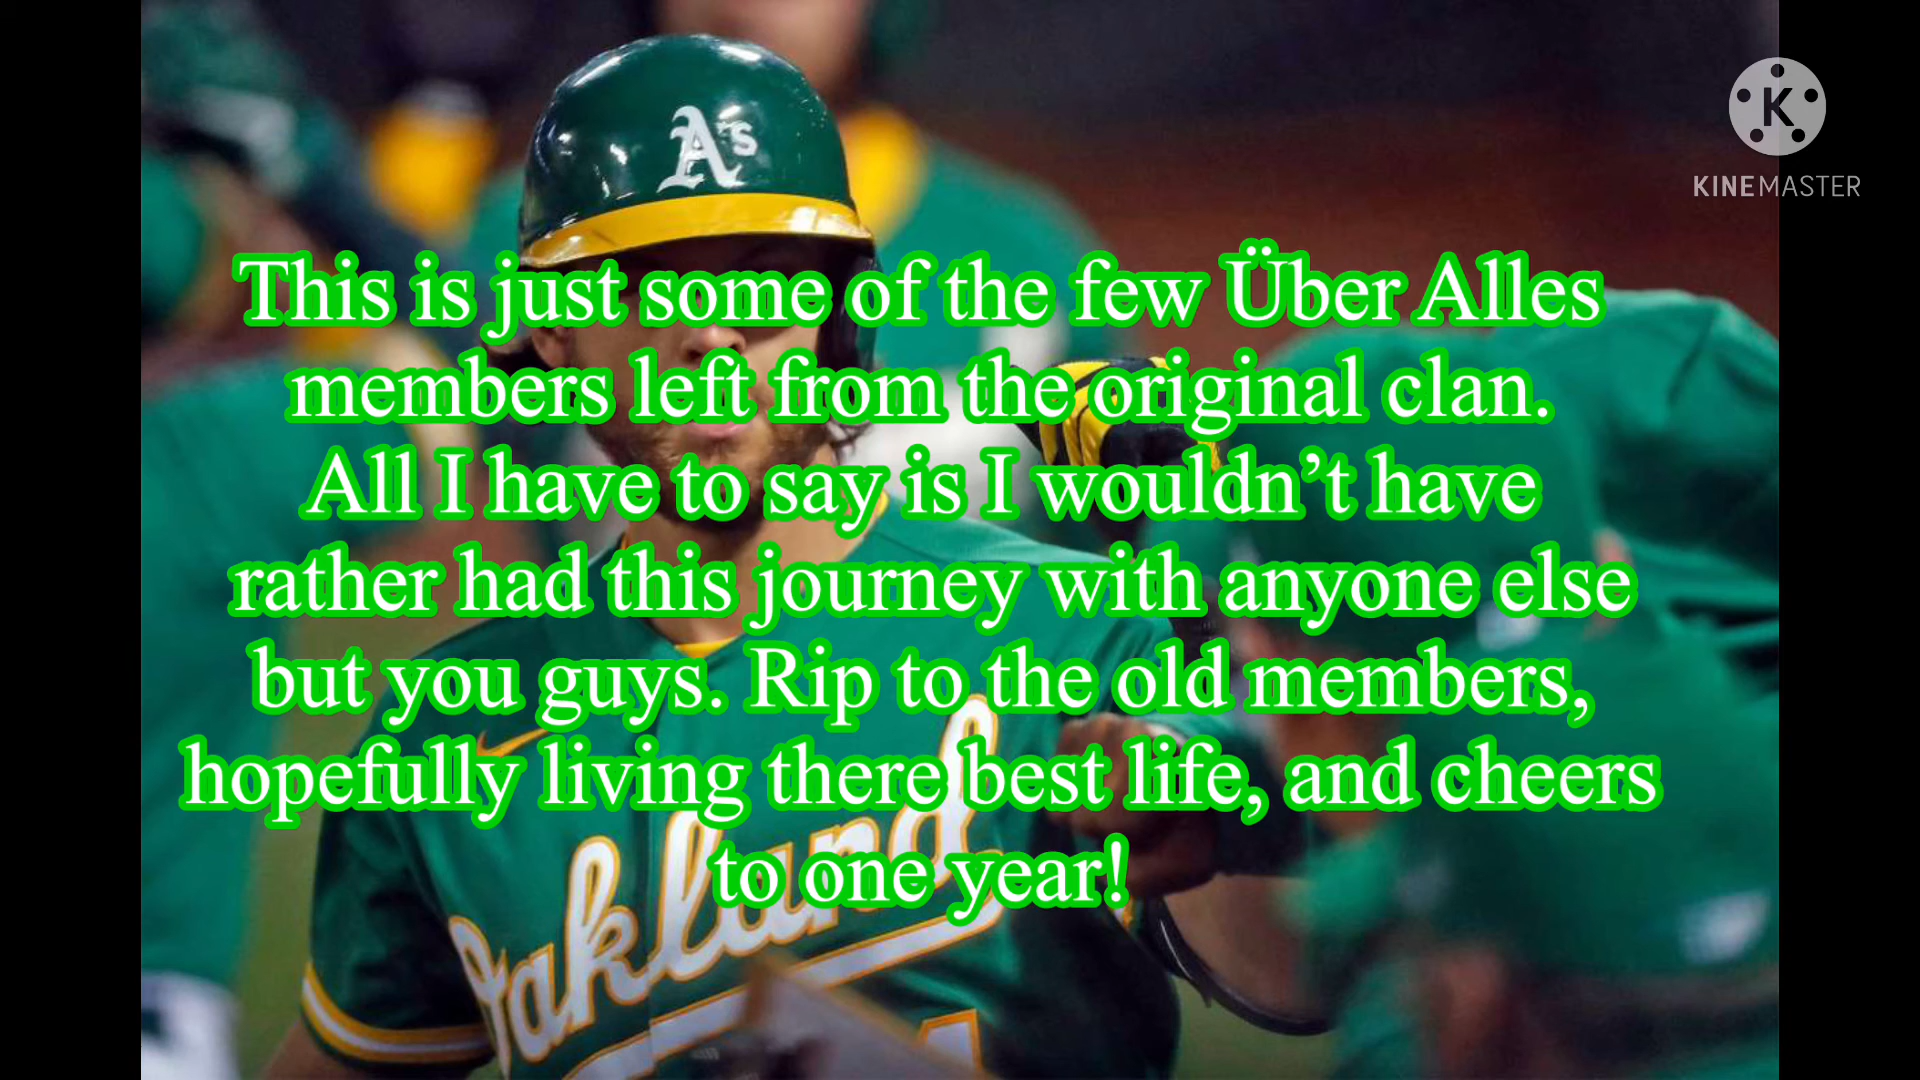 A's
K
KINEMASTER
This is just some of the few Über Alles
members left from the original clan.
All I have to say is I wouldn't have
rather had this journey with anyone else
but you guys. Rip to the old members,
hopefully living there best life, and cheers
to one year!
Oakland